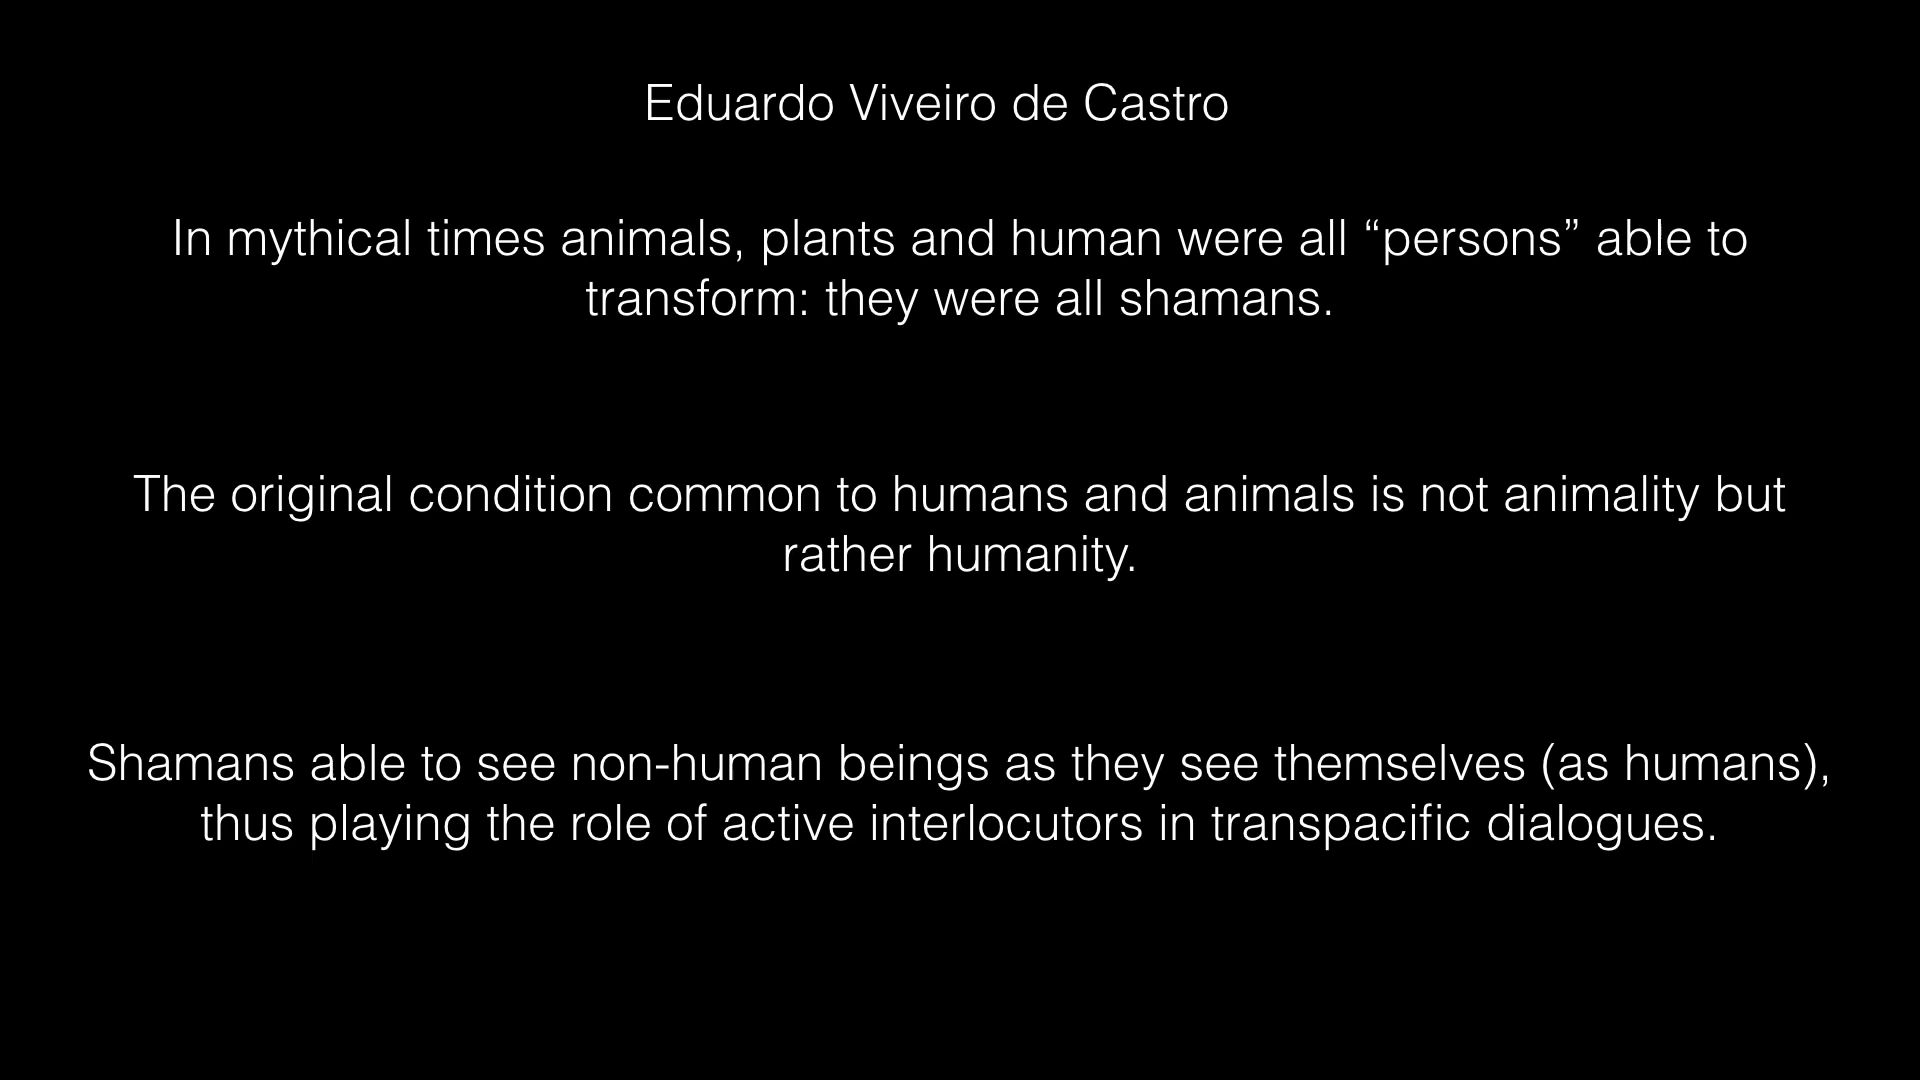 Eduardo Viveiro de Castro
In mythical times animals, plants and human were all “persons” able to
transform: they were all shamans.
The original condition common to humans and animals is not animality but
rather humanity.
Shamans able to see non-human beings as they see themselves (as humans),
thus playing the role of active interlocutors in transpacific dialogues.